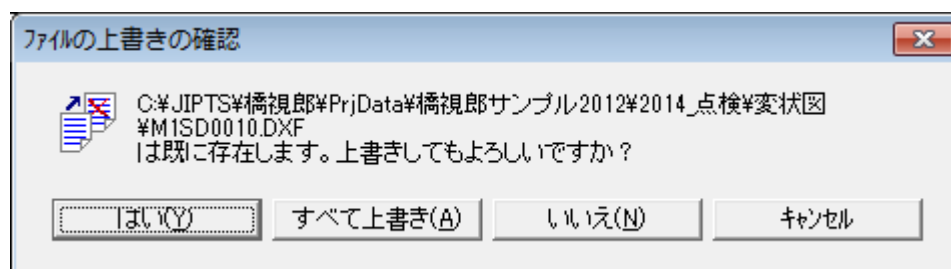 ﾌｧｲﾙの上書きの確認
C:¥JIPTS¥橋視郎¥PrjData¥橋視郎サンプル2012¥2014_点検¥変状図
¥M1SD0010.DXF
は既に存在します。上書きしてもよろしいですか？
はい(Y) すべて上書き(A) いいえ(N) ｷｬﾝｾﾙ